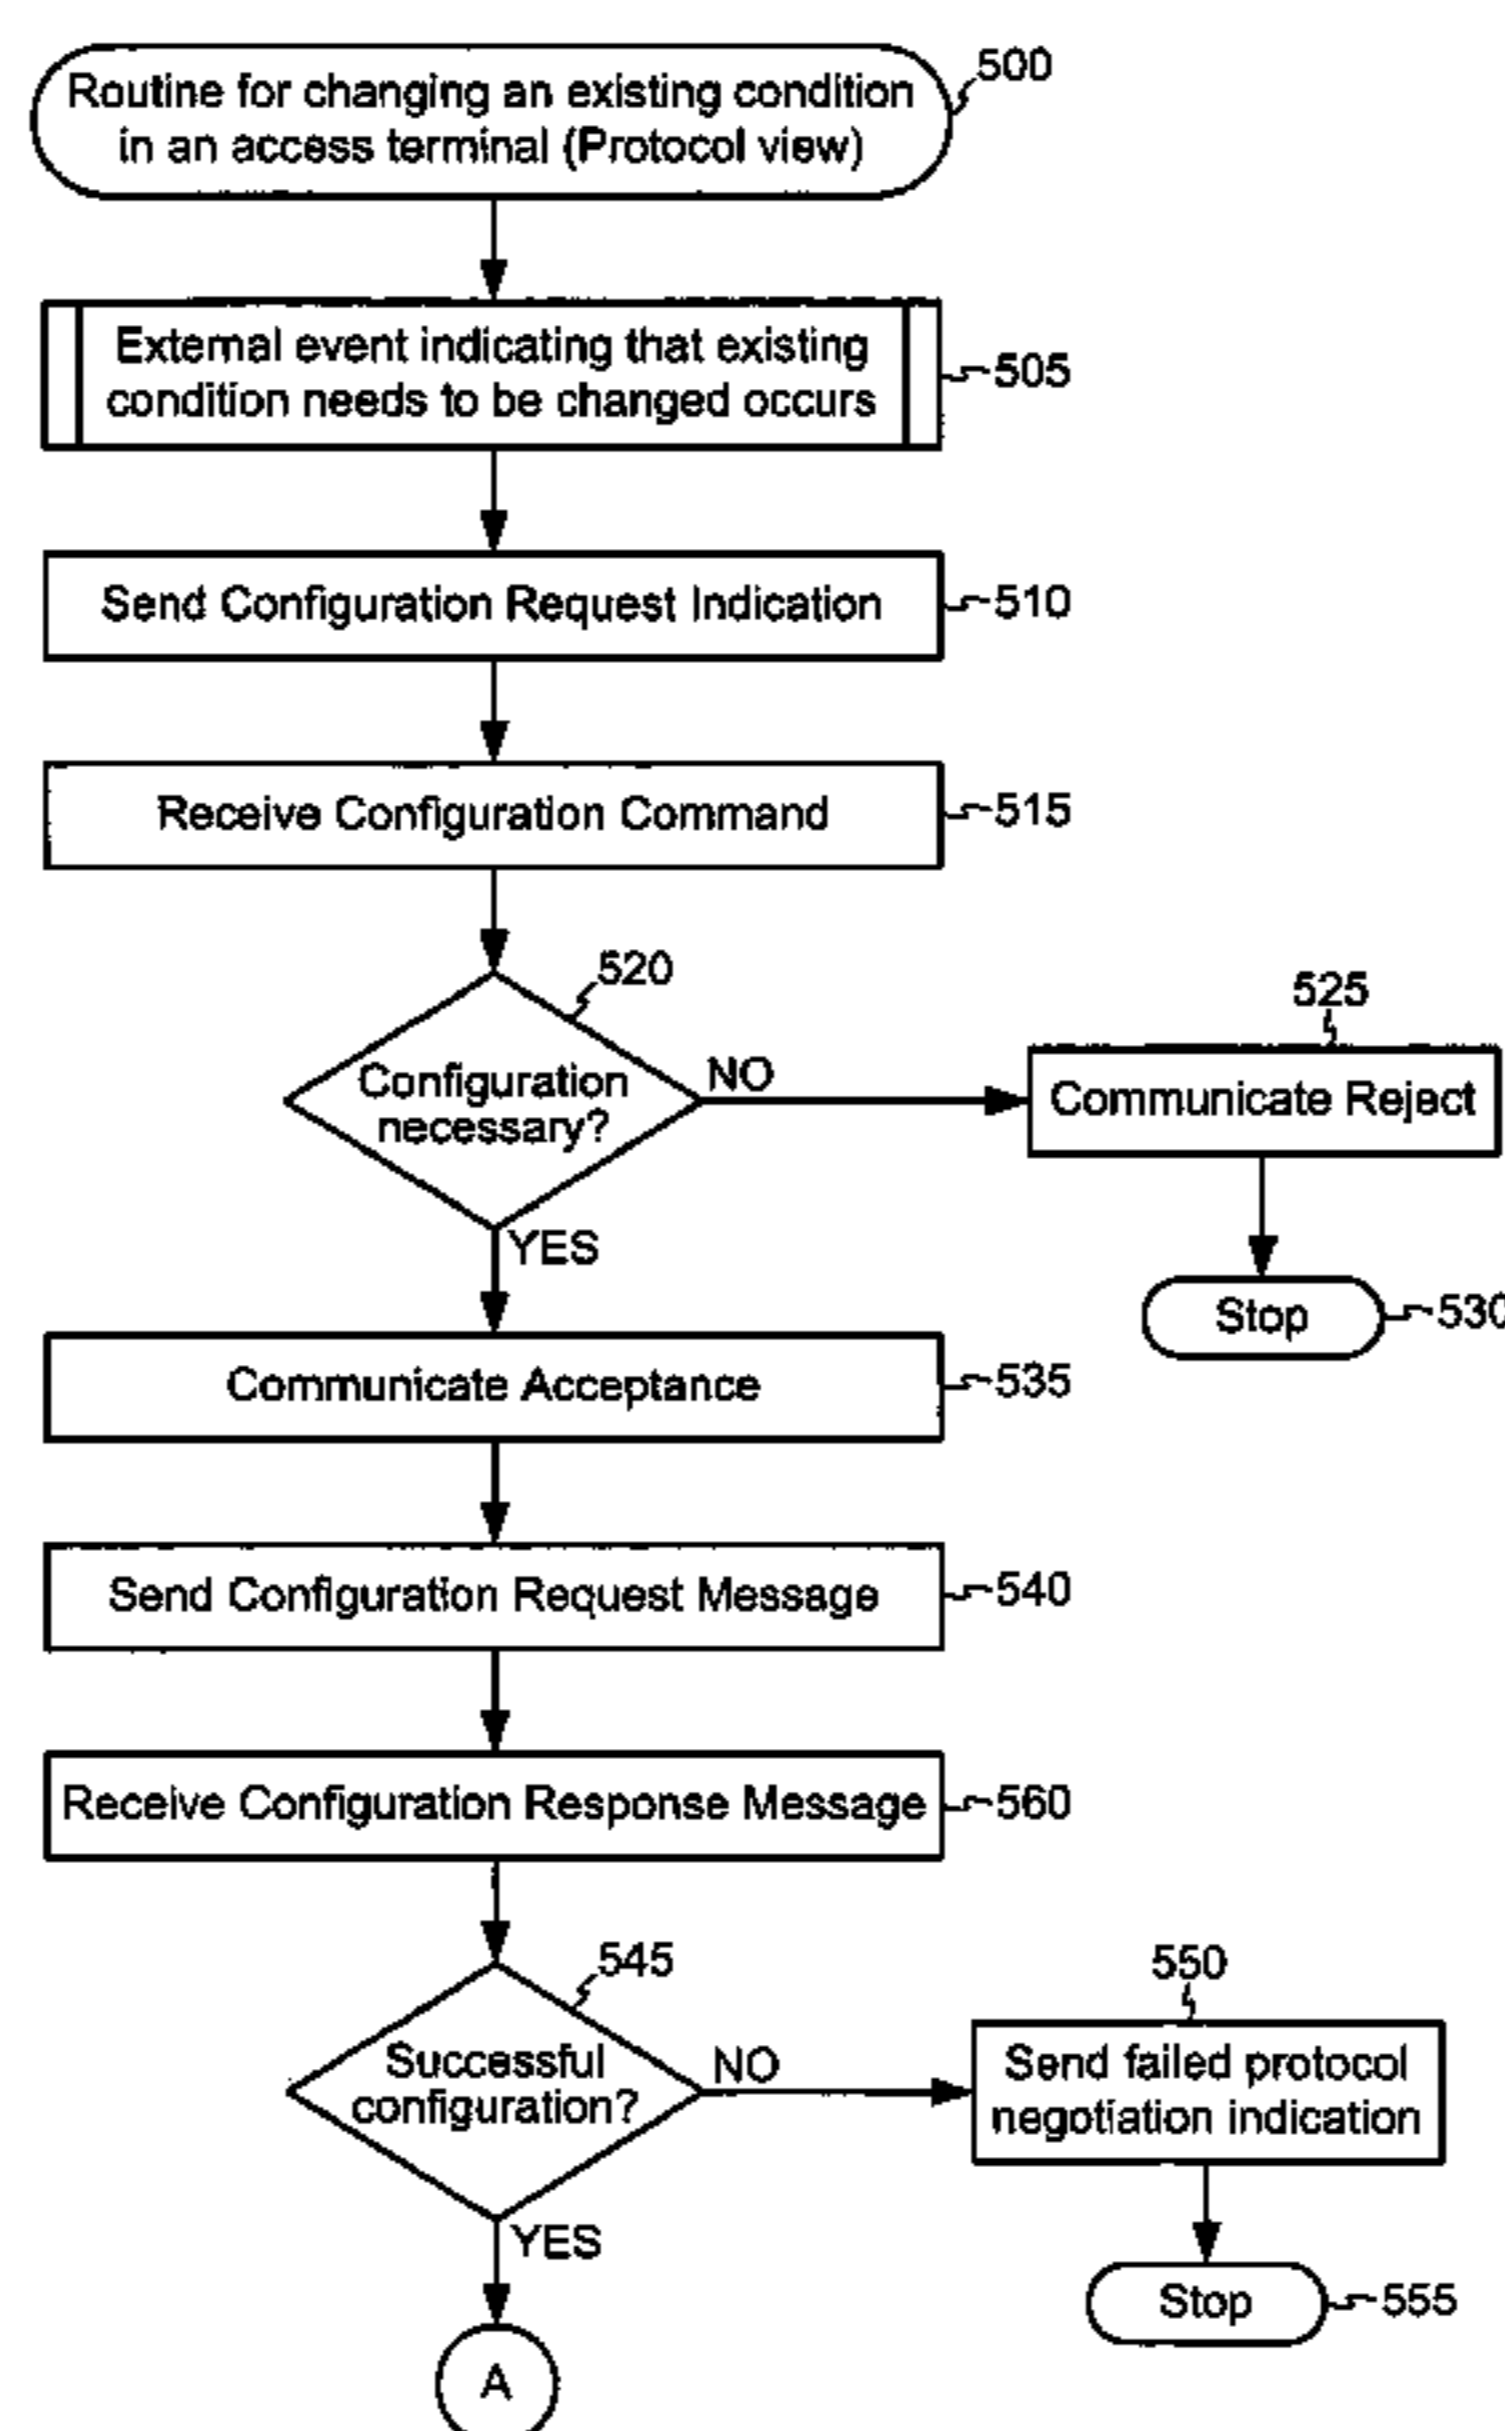 500
Routine for changing an existing condition
in an access terminal (Protocol view)
External event indicating that existing
condition needs to be changed occurs
505
Send Configuration Request Indication
510
Receive Configuration Command
515
520
Configuration
necessary?
NO
525
Communicate Reject
YES
Stop
530
Communicate Acceptance
535
Send Configuration Request Message
540
Receive Configuration Response Message
560
545
Successful
configuration?
NO
550
Send failed protocol
negotiation indication
YES
Stop
555
A